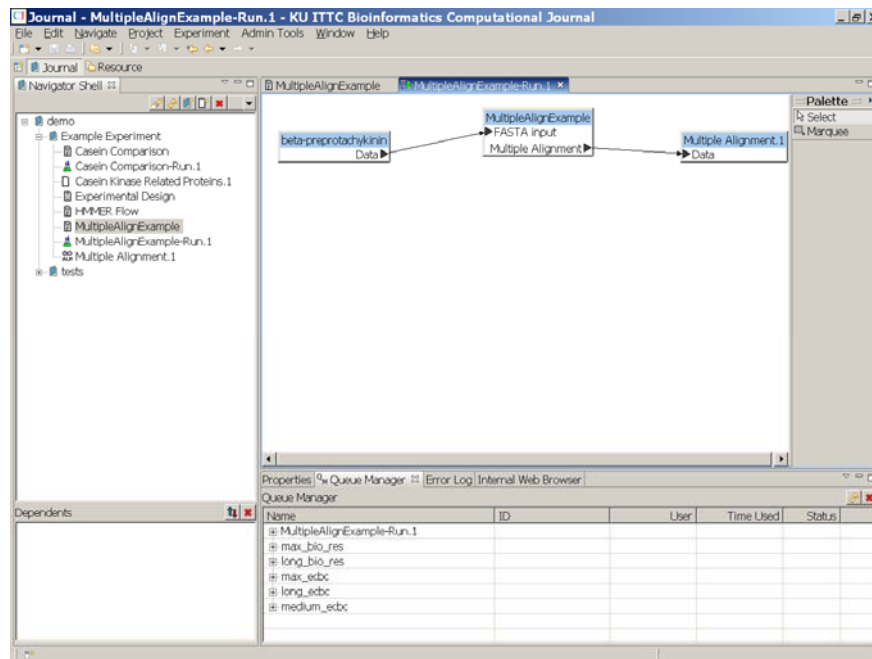 Journal - MultipleAlignExample-Run.1 - KU ITTC Bioinformatics Computational Journal
File Edit Navigate Project Experiment Admin Tools Window Help
Journal Resource
Navigator Shell
MultipleAlignExample
MultipleAlignExample-Run.1
Palette
Select
Marquee
demo
Example Experiment
Casein Comparison
Casein Comparison-Run.1
Casein Kinase Related Proteins.1
Experimental Design
HMMER Flow
MultipleAlignExample
MultipleAlignExample-Run.1
Multiple Alignment.1
tests
beta-preprotachykinin
Data
MultipleAlignExample
FASTA input
Multiple Alignment
Multiple Alignment.1
Data
Properties Queue Manager Error Log Internal Web Browser
Queue Manager
Name ID User Time Used Status
MultipleAlignExample-Run.1
max_bio_res
long_bio_res
max_ecbc
long_ecbc
medium_ecbc
Dependents